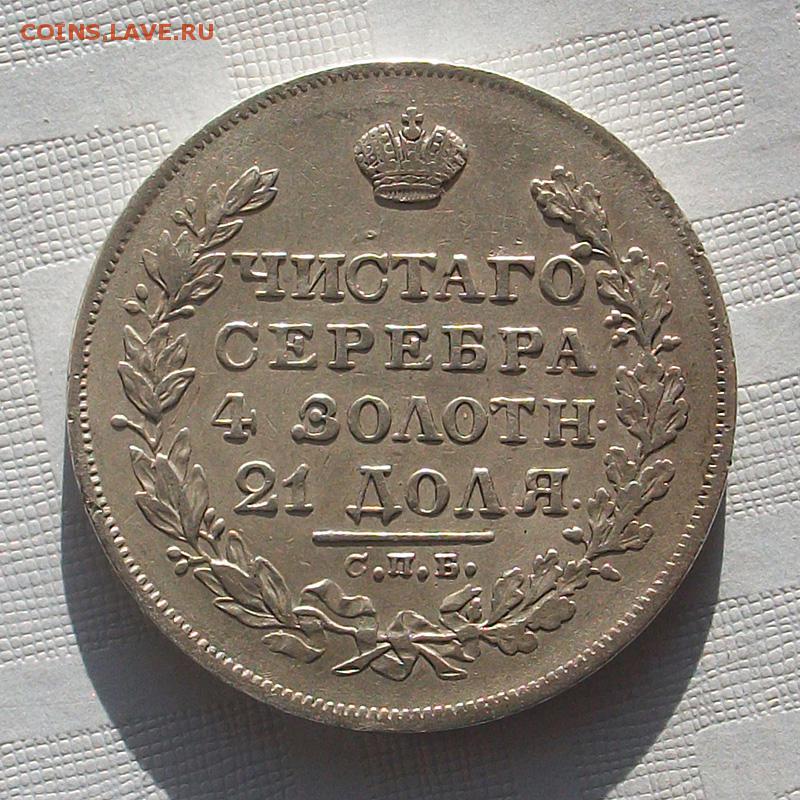 COINS.LAVE.RU
ЧИСТАГО
СЕРЕБРА
4 ЗОЛОТН.
21 ДОЛЯ.
С.П.Б.